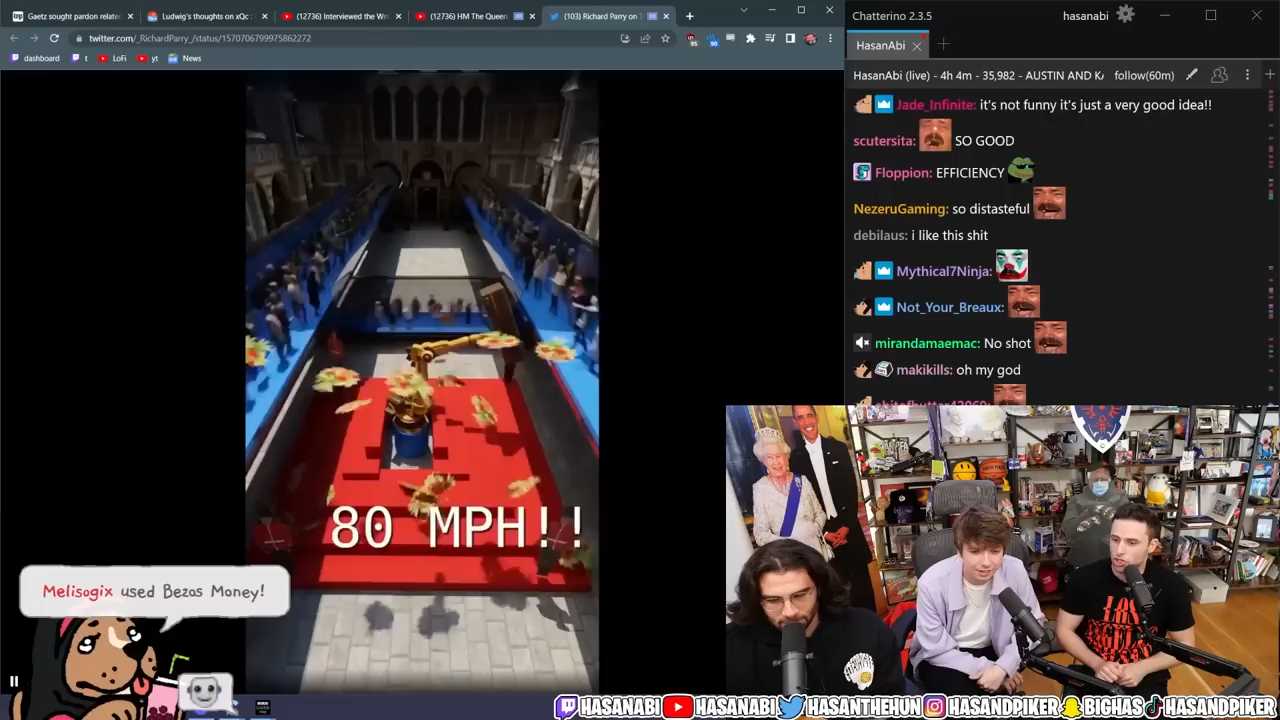 Gaetz sought pardon related
Ludwig's thoughts on xQc
(12736) Interviewed the Wr
(12736) HM The Queen
(103) Richard Parry on T
twitter.com/_RichardParry_/status/1570706799975862272
95
90
dashboard
t
LoFi
yt
News
80 MPH!!
Melisogix used Bezos Money!
Chatterino 2.3.5
hasanabi
HasanAbi
HasanAbi (live) - 4h 4m - 35,982 - AUSTIN AND K
follow(60m)
Jade_Infinite: it's not funny it's just a very good idea!!
scutersita: SO GOOD
Floppion: EFFICIENCY
NezeruGaming: so distasteful
debilaus: i like this shit
Mythical7Ninja:
Not_Your_Breaux:
mirandamaemac: No shot
makikills: oh my god
HASANABI
HASANABI
HASANTHEHUN
HASANDPIKER
BIGHAS
HASANDPIKER